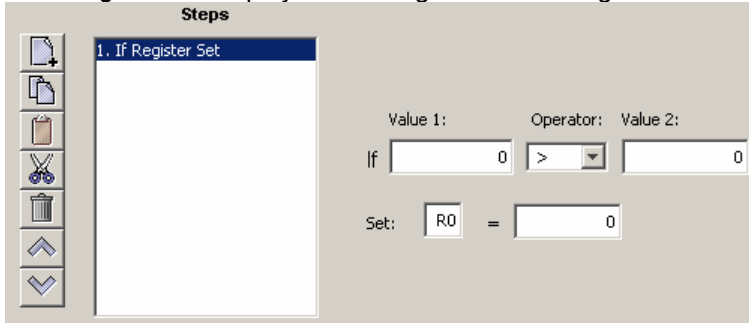 Steps
1. If Register Set
Value 1: Operator: Value 2:
If 0 > 0
Set: R0 = 0